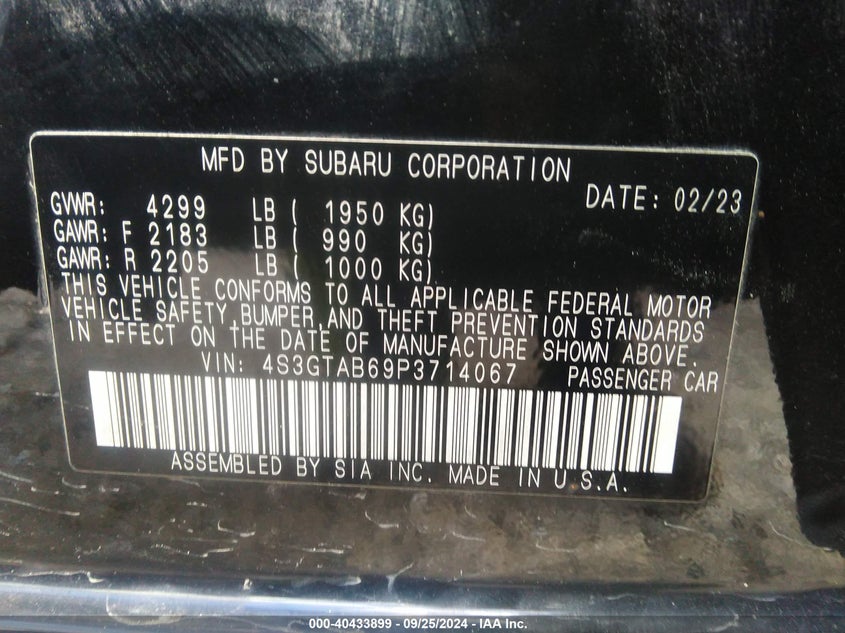 MFD BY SUBARU CORPORATION
DATE: 02/23
GVWR: 4299 LB ( 1950 KG)
GAWR: F 2183 LB ( 990 KG)
GAWR: R 2205 LB ( 1000 KG)
THIS VEHICLE CONFORMS TO ALL APPLICABLE FEDERAL MOTOR
VEHICLE SAFETY,BUMPER,AND THEFT PREVENTION STANDARDS
IN EFFECT ON THE DATE OF MANUFACTURE SHOWN ABOVE.
VIN: 4S3GTAB69P3714067 PASSENGER CAR
ASSEMBLED BY SIA INC. MADE IN U.S.A.
000-40433899 - 09/25/2024 - IAA Inc.